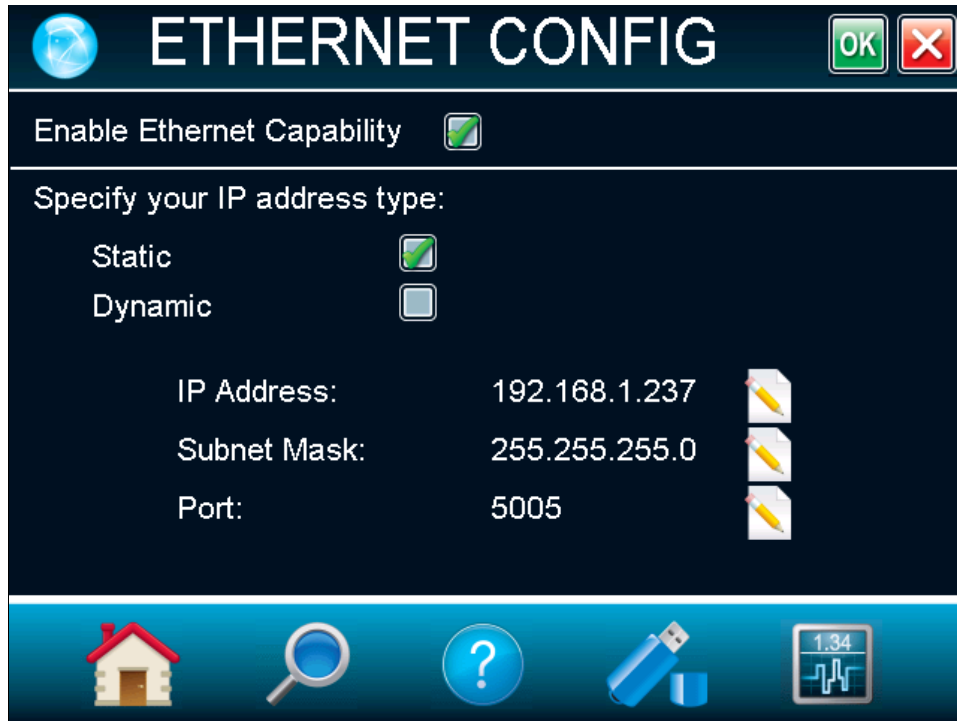 ETHERNET CONFIG
OK
Enable Ethernet Capability
Specify your IP address type:
Static
Dynamic
IP Address: 192.168.1.237
Subnet Mask: 255.255.255.0
Port: 5005
?
1.34